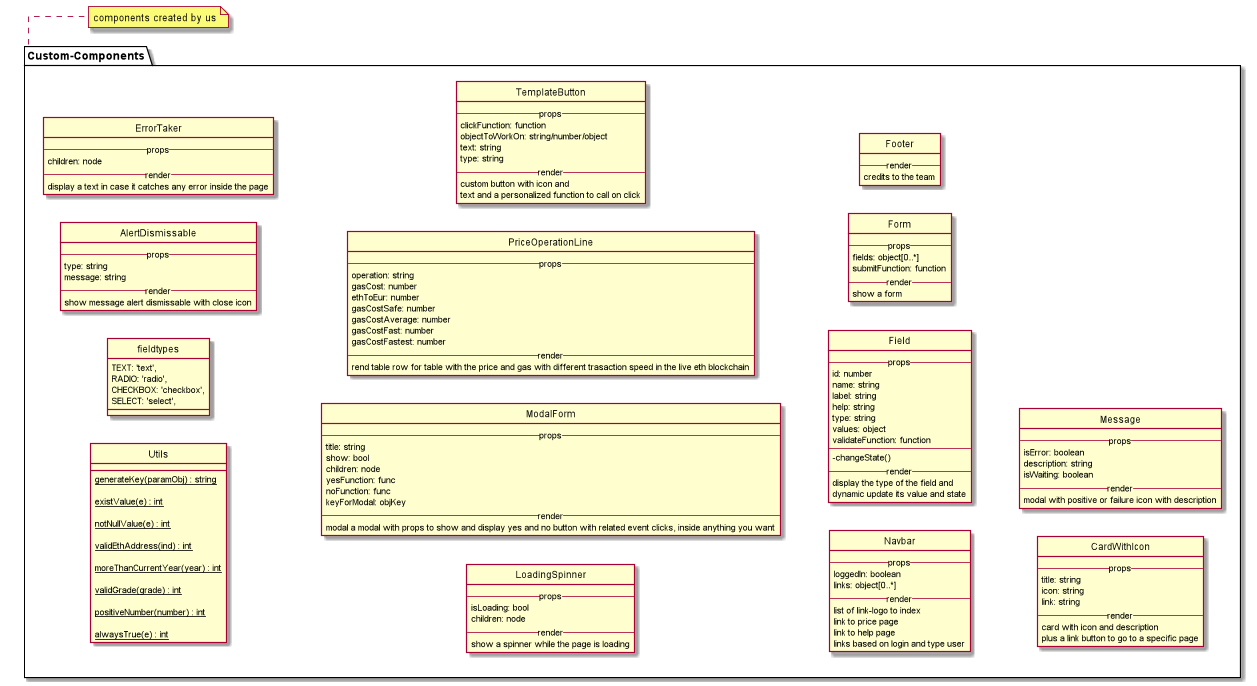 components created by us
Custom-Components
ErrorTaker
props
children: node
render
display a text in case it catches any error inside the page
AlertDismissable
props
type: string
message: string
render
show message alert dismissable with close icon
fieldtypes
TEXT: 'text',
RADIO: 'radio',
CHECKBOX: 'checkbox',
SELECT: 'select',
Utils
generateKey(paramObj) : string
existValue(e) : int
notNullValue(e) : int
validEthAddress(ind) : int
moreThanCurrentYear(year) : int
validGrade(grade) : int
positiveNumber(number) : int
alwaysTrue(e) : int
TemplateButton
props
clickFunction: function
objectToWorkOn: string/number/object
text: string
type: string
render
custom button with icon and
text and a personalized function to call on click
PriceOperationLine
props
operation: string
gasCost: number
ethToEur: number
gasCostSafe: number
gasCostAverage: number
gasCostFast: number
gasCostFastest: number
render
rend table row for table with the price and gas with different trasaction speed in the live eth blockchain
ModalForm
props
title: string
show: bool
children: node
yesFunction: func
noFunction: func
keyForModal: objKey
render
modal a modal with props to show and display yes and no button with related event clicks, inside anything you want
LoadingSpinner
props
isLoading: bool
children: node
render
show a spinner while the page is loading
Footer
render
credits to the team
Form
props
fields: object[0..*]
submitFunction: function
render
show a form
Field
props
id: number
name: string
label: string
help: string
type: string
values: object
validateFunction: function
-changeState()
render
display the type of the field and
dynamic update its value and state
Navbar
props
loggedIn: boolean
links: object[0..*]
render
list of link-logo to index
link to price page
link to help page
links based on login and type user
Message
props
isError: boolean
description: string
isWaiting: boolean
render
modal with positive or failure icon with description
CardWithIcon
props
title: string
icon: string
link: string
render
card with icon and description
plus a link button to go to a specific page